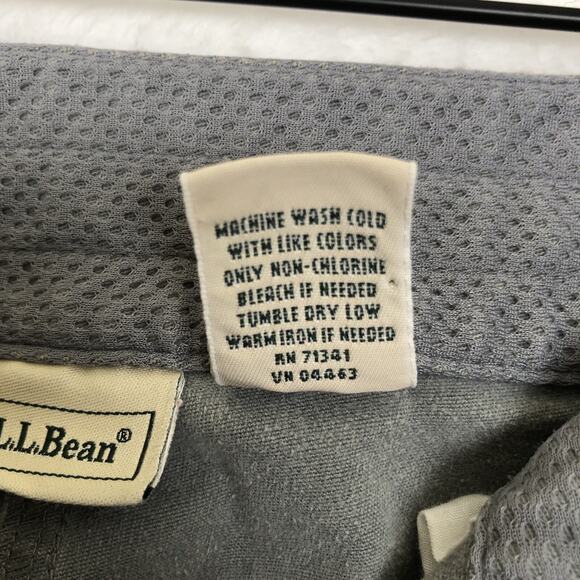 MACHINE WASH COLD
WITH LIKE COLORS
ONLY NON-CHLORINE
BLEACH IF NEEDED
TUMBLE DRY LOW
WARM IRON IF NEEDED
RN 71341
VN 04463
L.L.Bean®